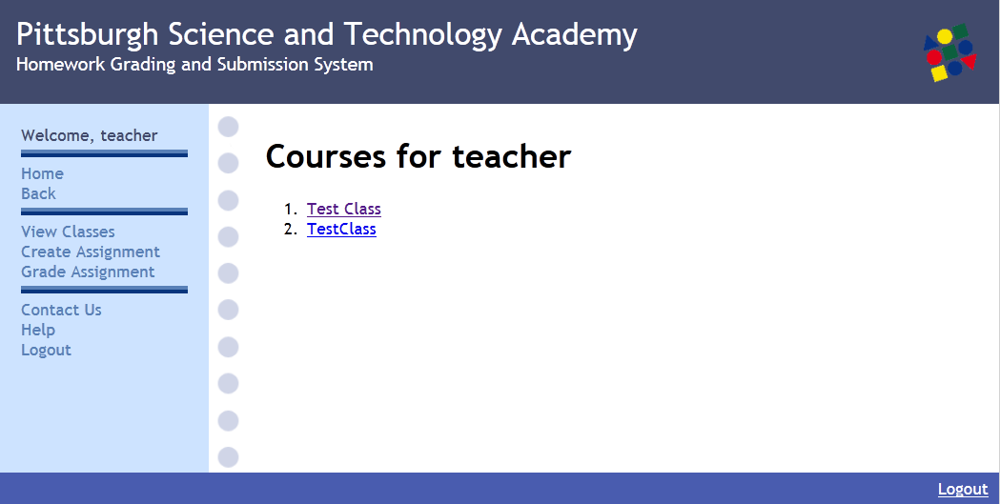 Pittsburgh Science and Technology Academy
Homework Grading and Submission System
Welcome, teacher
Home
Back
View Classes
Create Assignment
Grade Assignment
Contact Us
Help
Logout
Courses for teacher
1. Test Class
2. TestClass
Logout